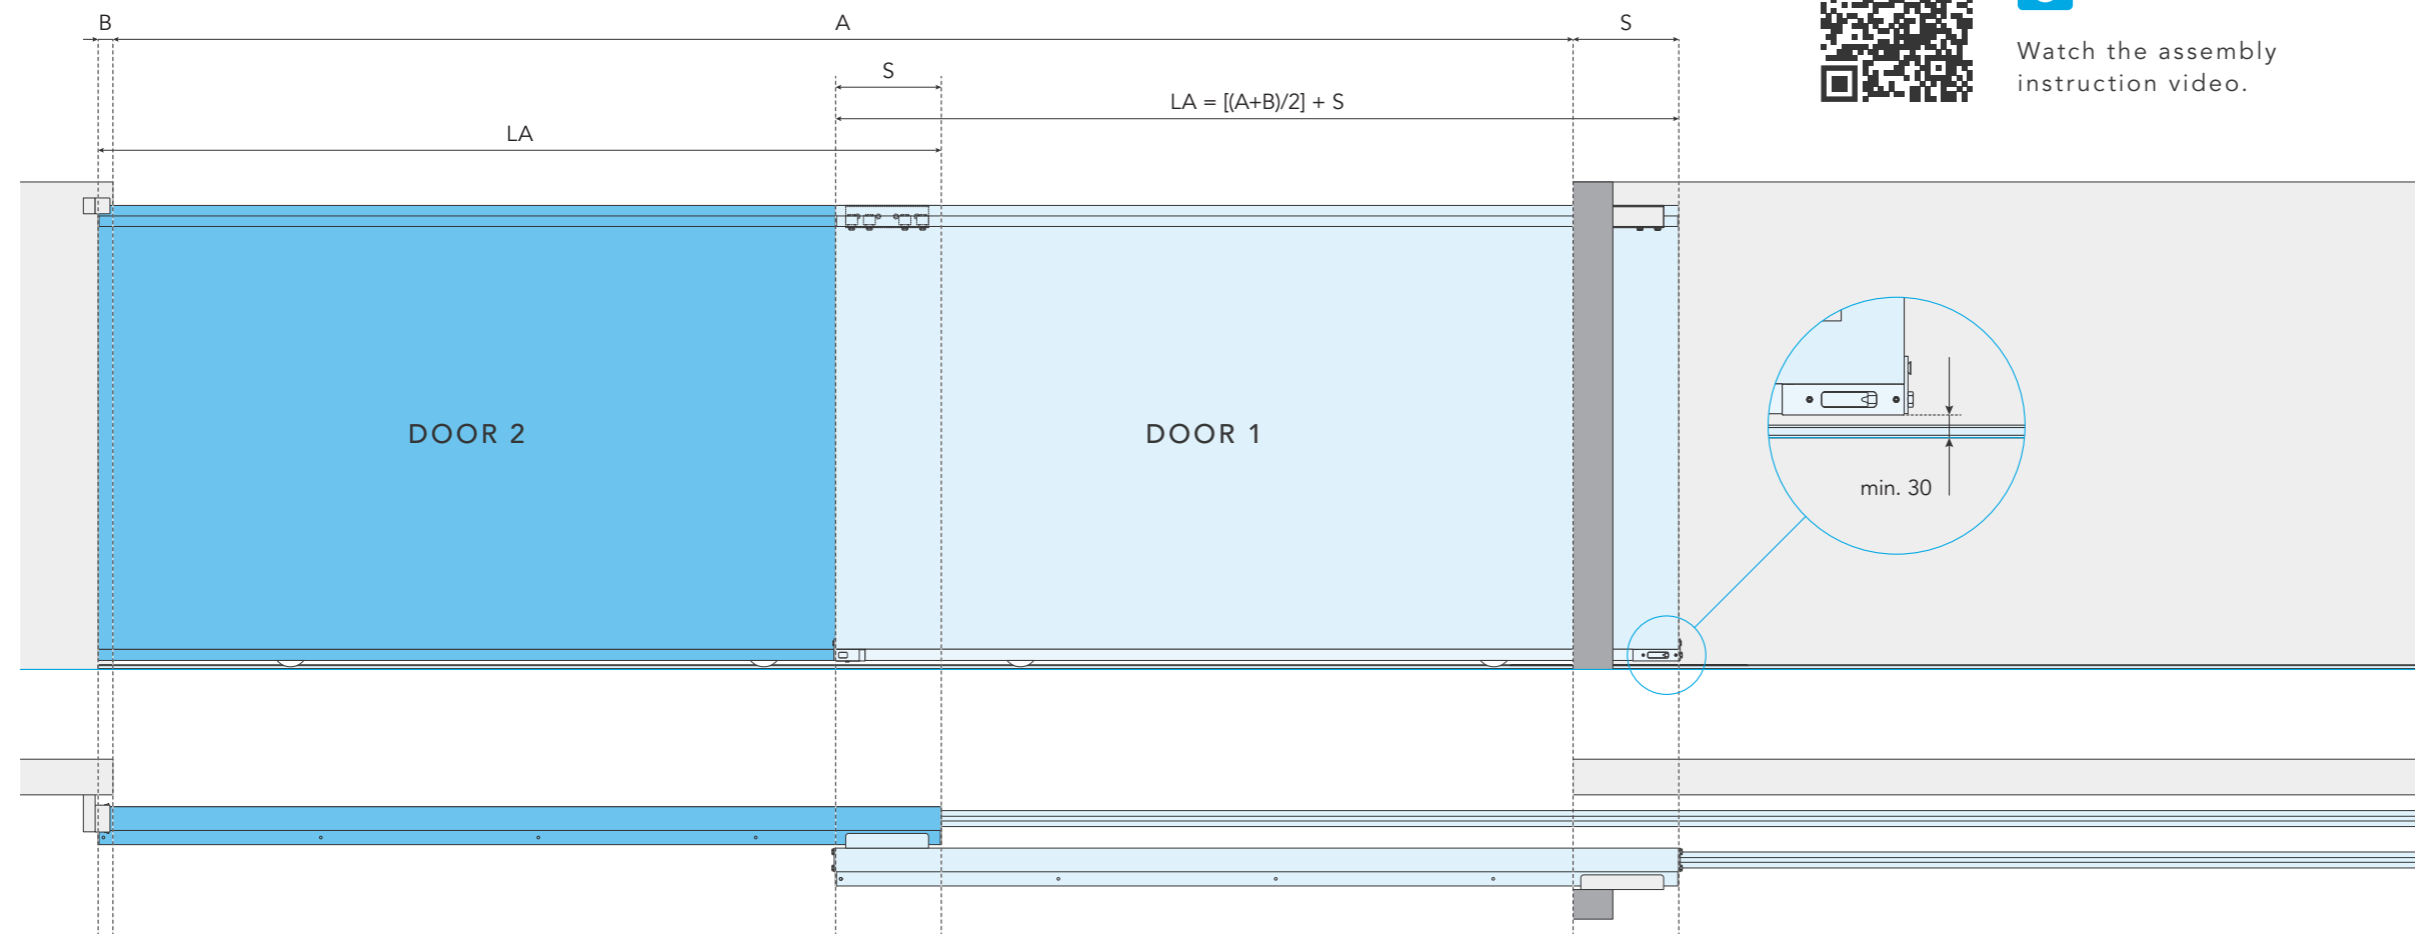 B
A
S
Watch the assembly
instruction video.
S
LA = [(A+B)/2] + S
LA
DOOR 2
DOOR 1
min. 30